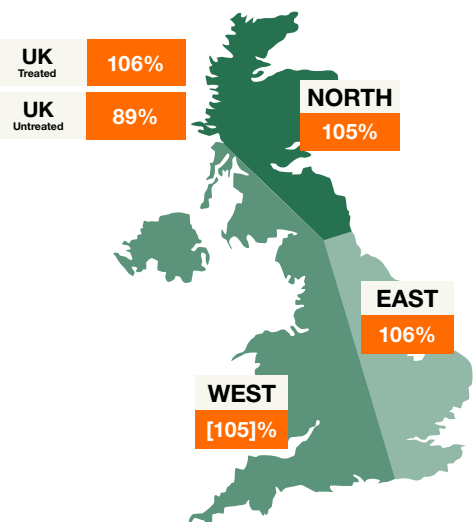 UK
Treated
106%
UK
Untreated
89%
NORTH
105%
EAST
106%
WEST
[105]%